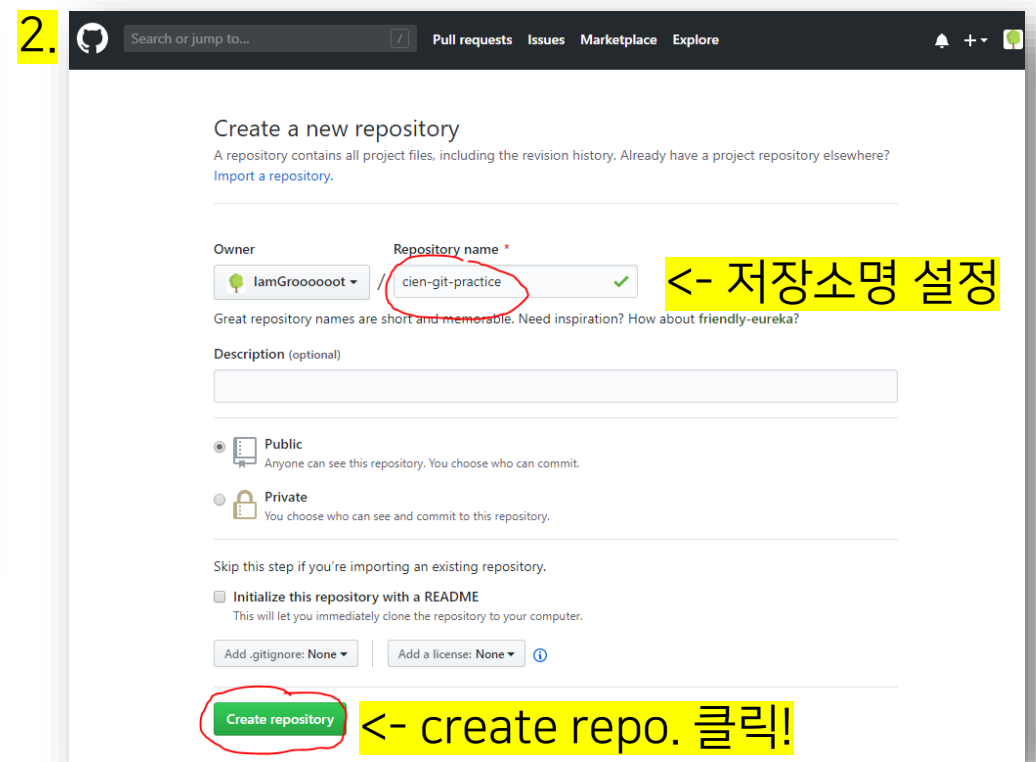 2.
Search or jump to... / Pull requests Issues Marketplace Explore
Create a new repository
A repository contains all project files, including the revision history. Already have a project repository elsewhere?
Import a repository.
Owner Repository name *
IamGroooooot / cien-git-practice <- 저장소명 설정
Great repository names are short and memorable. Need inspiration? How about friendly-eureka?
Description (optional)
Public
Anyone can see this repository. You choose who can commit.
Private
You choose who can see and commit to this repository.
Skip this step if you’re importing an existing repository.
Initialize this repository with a README
This will let you immediately clone the repository to your computer.
Add .gitignore: None Add a license: None
Create repository <- create repo. 클릭!